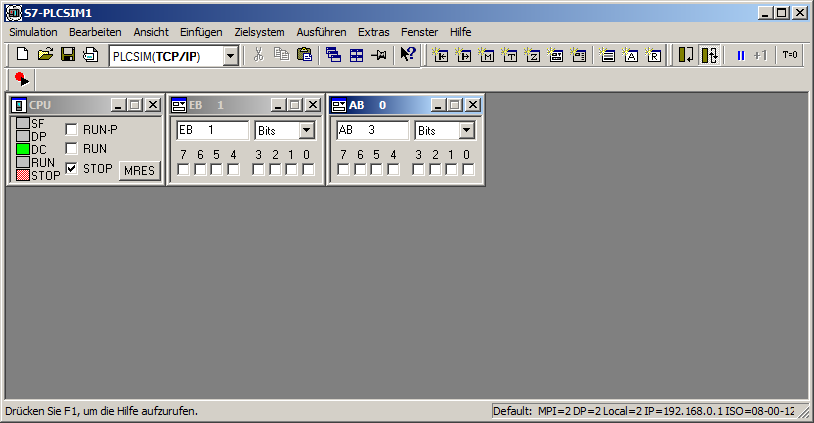 S7-PLCSIM1
Simulation Bearbeiten Ansicht Einfügen Zielsystem Ausführen Extras Fenster Hilfe
PLCSIM(TCP/IP) +1 T=0
CPU
SF
DP
DC
RUN
STOP
RUN-P
RUN
STOP
MRES
EB 1
EB 1 Bits
7 6 5 4 3 2 1 0
AB 0
AB 3 Bits
7 6 5 4 3 2 1 0
Drücken Sie F1, um die Hilfe aufzurufen.
Default: MPI=2 DP=2 Local=2 IP=192.168.0.1 ISO=08-00-12